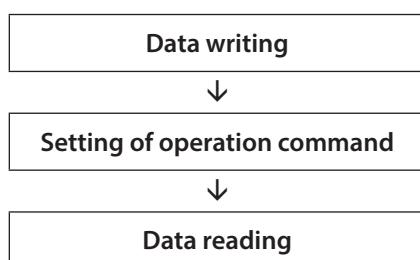 Data writing
↓
Setting of operation command
↓
Data reading